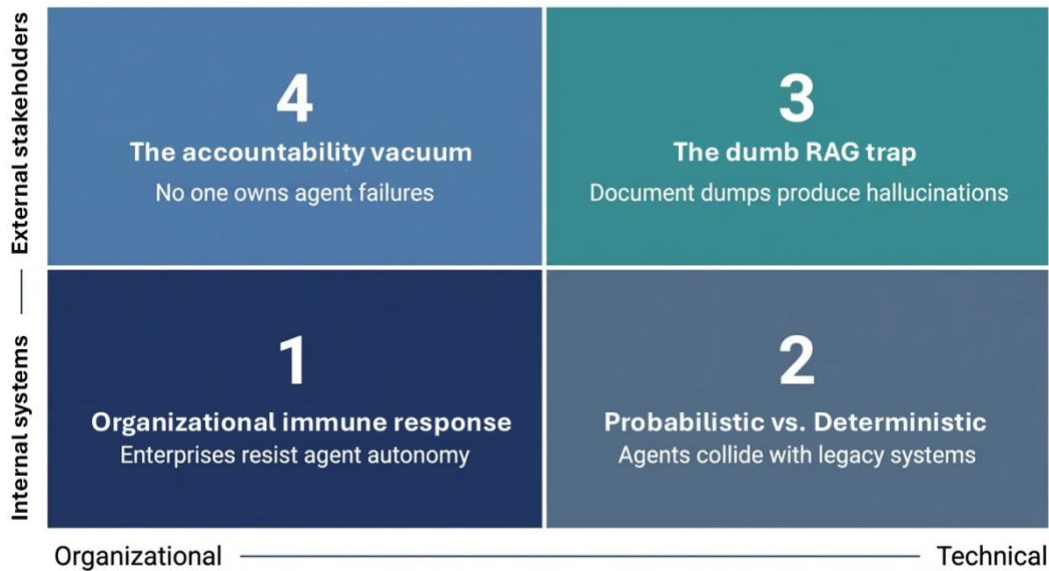 External stakeholders
4
The accountability vacuum
No one owns agent failures
3
The dumb RAG trap
Document dumps produce hallucinations
Internal systems
1
Organizational immune response
Enterprises resist agent autonomy
2
Probabilistic vs. Deterministic
Agents collide with legacy systems
Organizational
Technical